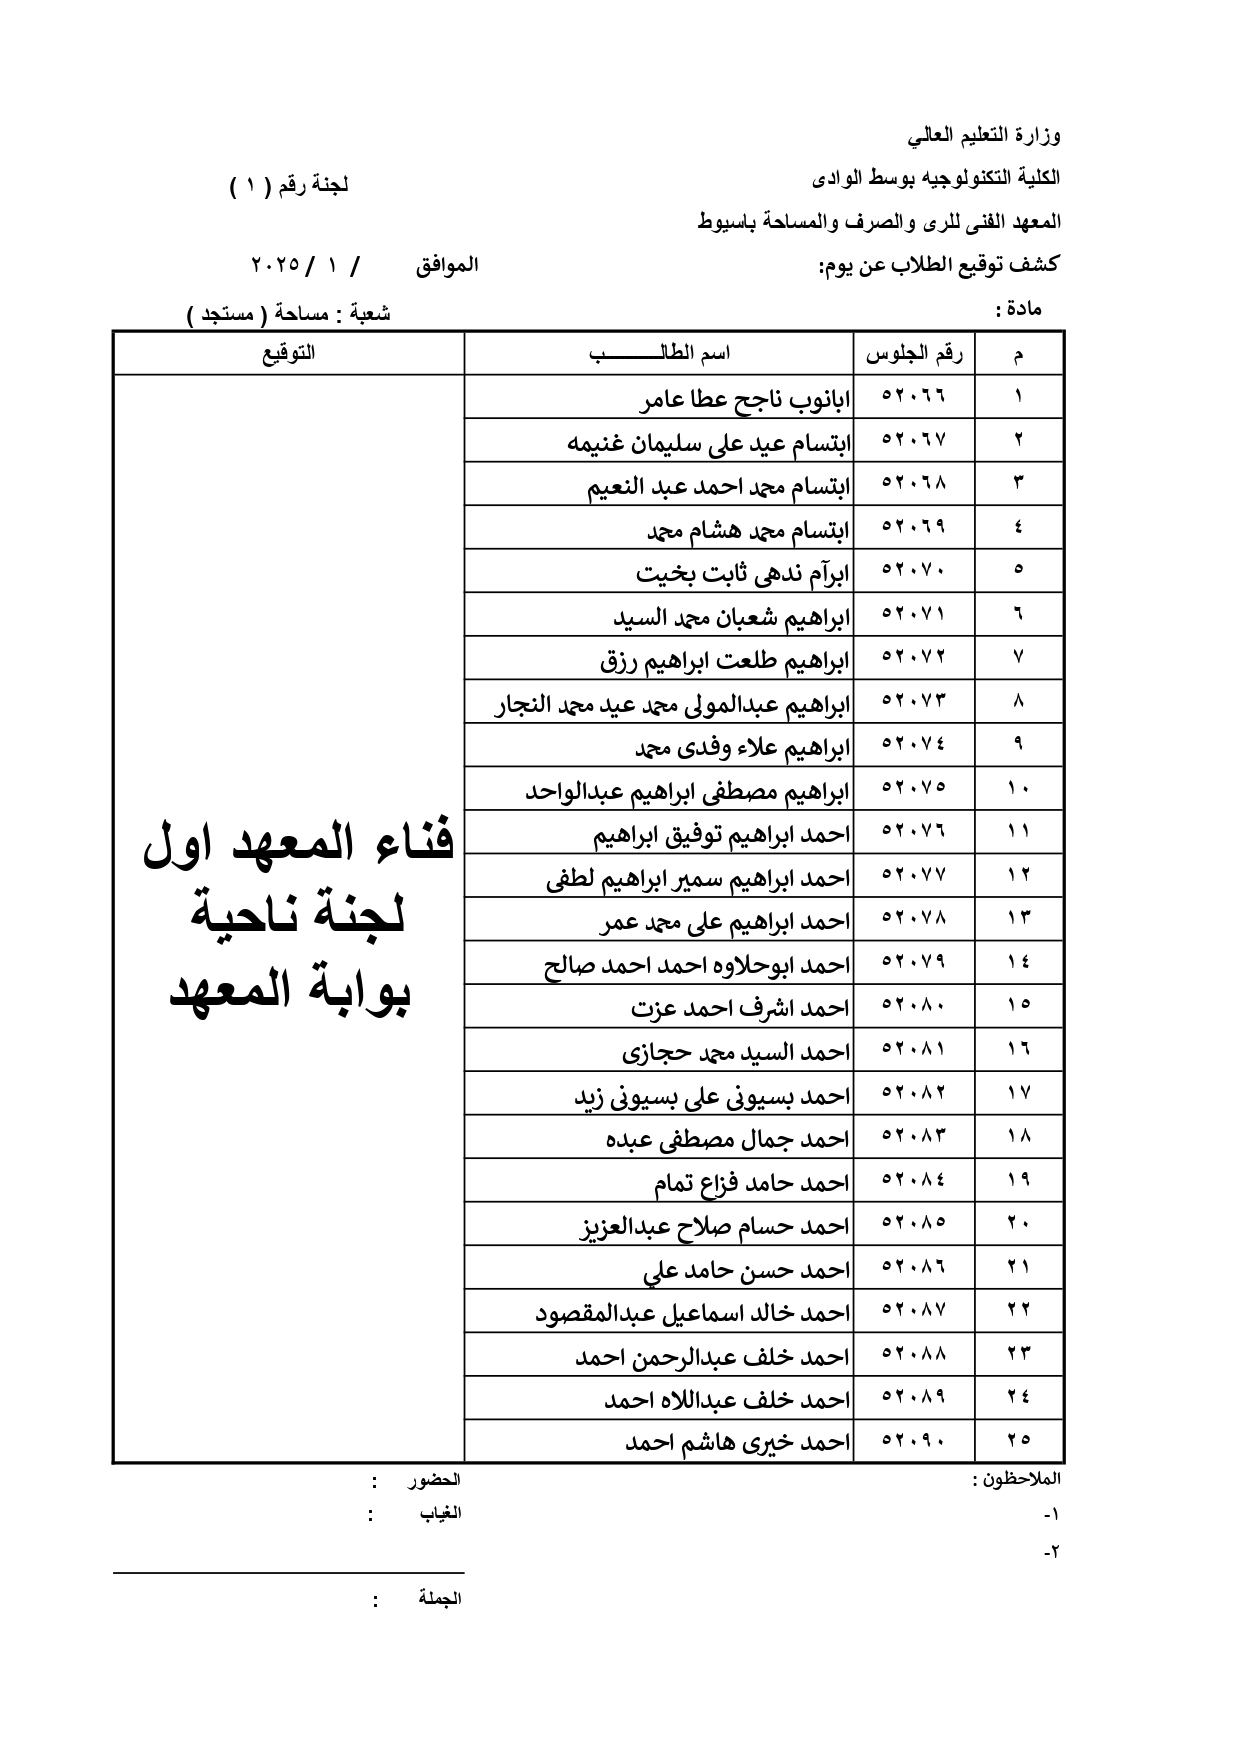 وزارة التعليم العالي
الكلية التكنولوجيه بوسط الوادى
لجنة رقم ( ١ )
المعهد الفنى للرى والصرف والمساحة باسيوط
كشف توقيع الطلاب عن يوم: الموافق / ١ / ٢٠٢٥
مادة :
شعبة : مساحة ( مستجد )
م رقم الجلوس اسم الطالـــــــــب التوقيع
١ ٥٢٠٦٦ ابانوب ناجح عطا عامر
٢ ٥٢٠٦٧ ابتسام عيد على سليمان غنيمه
٣ ٥٢٠٦٨ ابتسام محمد احمد عبد النعيم
٤ ٥٢٠٦٩ ابتسام محمد هشام محمد
٥ ٥٢٠٧٠ ابرآم ندهى ثابت بخيت
٦ ٥٢٠٧١ ابراهيم شعبان محمد السيد
٧ ٥٢٠٧٢ ابراهيم طلعت ابراهيم رزق
٨ ٥٢٠٧٣ ابراهيم عبدالمولى محمد عيد محمد النجار
٩ ٥٢٠٧٤ ابراهيم علاء وفدى محمد
١٠ ٥٢٠٧٥ ابراهيم مصطفى ابراهيم عبدالواحد
١١ ٥٢٠٧٦ احمد ابراهيم توفيق ابراهيم
١٢ ٥٢٠٧٧ احمد ابراهيم سمير ابراهيم لطفى
١٣ ٥٢٠٧٨ احمد ابراهيم على محمد عمر
١٤ ٥٢٠٧٩ احمد ابوحلاوه احمد احمد صالح
١٥ ٥٢٠٨٠ احمد اشرف احمد عزت
١٦ ٥٢٠٨١ احمد السيد محمد حجازى
١٧ ٥٢٠٨٢ احمد بسيونى على بسيونى زيد
١٨ ٥٢٠٨٣ احمد جمال مصطفى عبده
١٩ ٥٢٠٨٤ احمد حامد فزاع تمام
٢٠ ٥٢٠٨٥ احمد حسام صلاح عبدالعزيز
٢١ ٥٢٠٨٦ احمد حسن حامد علي
٢٢ ٥٢٠٨٧ احمد خالد اسماعيل عبدالمقصود
٢٣ ٥٢٠٨٨ احمد خلف عبدالرحمن احمد
٢٤ ٥٢٠٨٩ احمد خلف عبداللاه احمد
٢٥ ٥٢٠٩٠ احمد خيرى هاشم احمد
فناء المعهد اول
لجنة ناحية
بوابة المعهد
الملاحظون : الحضور :
١- الغياب :
٢-
الجملة :